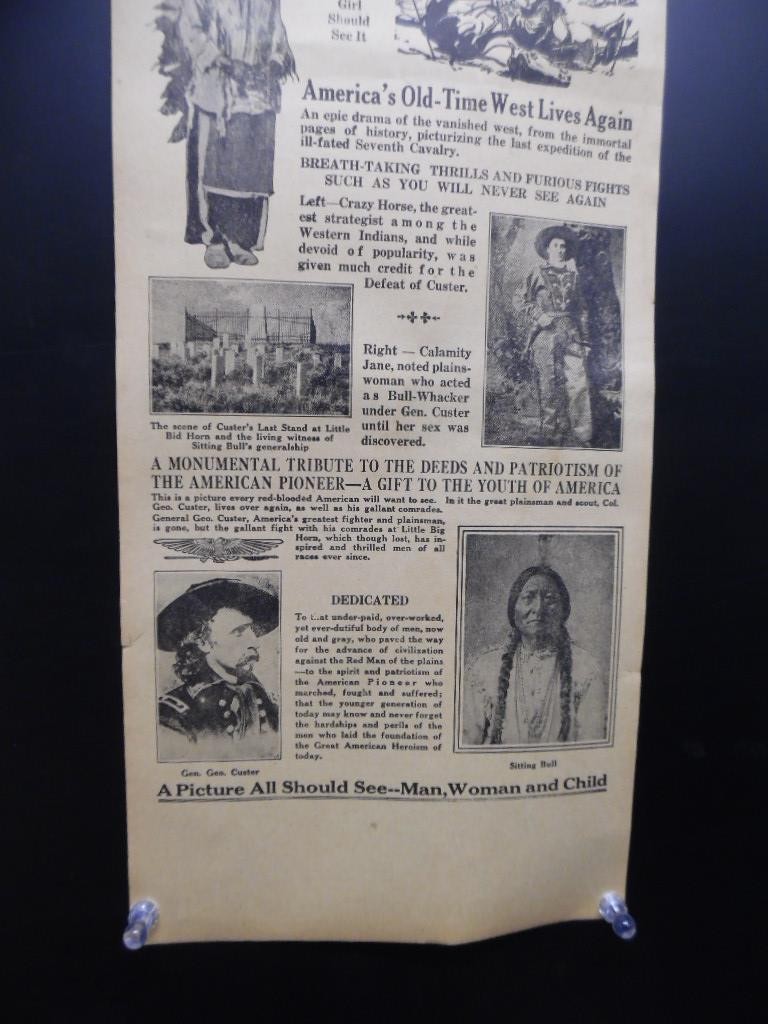 Girl
Should
See It
America's Old-Time West Lives Again
An epic drama of the vanished west, from the immortal
pages of history, picturizing the last expedition of the
ill-fated Seventh Cavalry.
BREATH-TAKING THRILLS AND FURIOUS FIGHTS
SUCH AS YOU WILL NEVER SEE AGAIN
Left—Crazy Horse, the great-
est strategist among the
Western Indians, and while
devoid of popularity, was
given much credit for the
Defeat of Custer.
Right — Calamity
Jane, noted plains-
woman who acted
as Bull-Whacker
under Gen. Custer
until her sex was
discovered.
The scene of Custer's Last Stand at Little
Bid Horn and the living witness of
Sitting Bull's generalship
A MONUMENTAL TRIBUTE TO THE DEEDS AND PATRIOTISM OF
THE AMERICAN PIONEER—A GIFT TO THE YOUTH OF AMERICA
This is a picture every red-blooded American will want to see. In it the great plainsman and scout, Col.
Geo. Custer, lives over again, as well as his gallant comrades.
General Geo. Custer, America's greatest fighter and plainsman,
is gone, but the gallant fight with his comrades at Little Big
Horn, which though lost, has in-
spired and thrilled men of all
races ever since.
DEDICATED
To t..at under-paid, over-worked,
yet ever-dutiful body of men, now
old and gray, who paved the way
for the advance of civilization
against the Red Man of the plains
—to the spirit and patriotism of
the American Pioneer who
marched, fought and suffered;
that the younger generation of
today may know and never forget
the hardships and perils of the
men who laid the foundation of
the Great American Heroism of
today.
Gen. Geo. Custer
Sitting Bull
A Picture All Should See--Man, Woman and Child